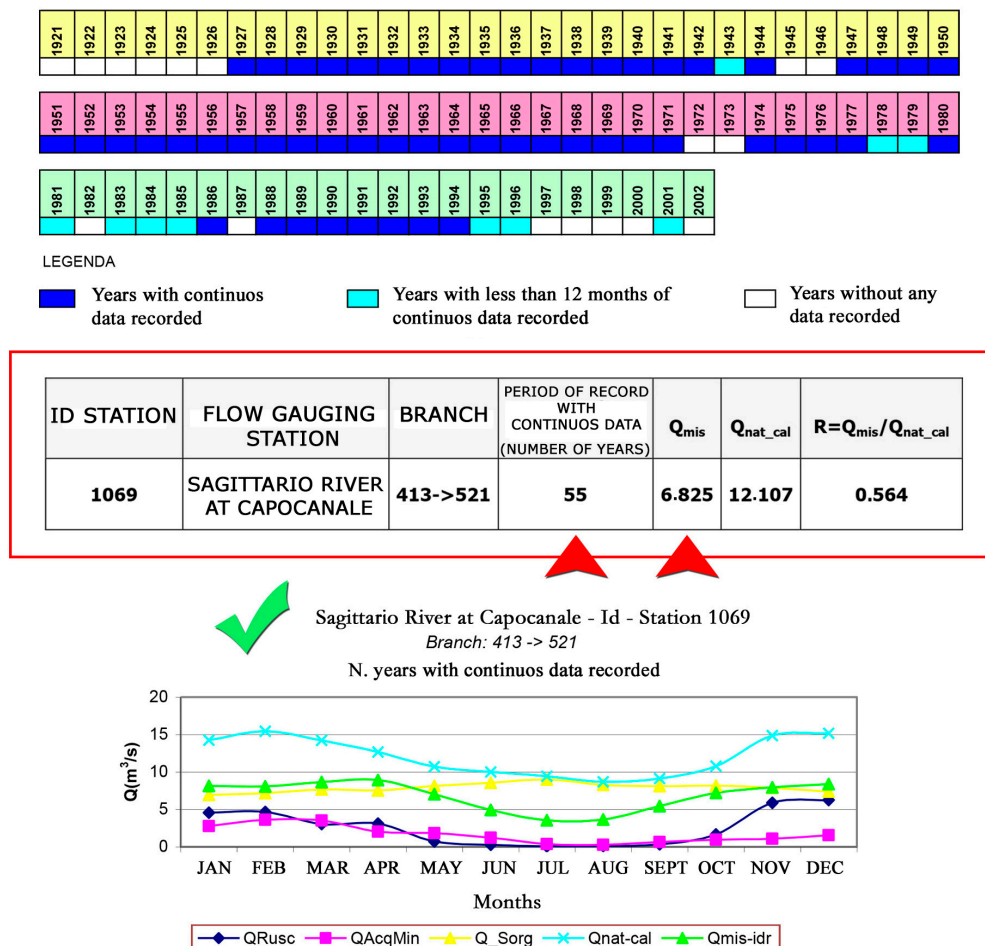 1921 1922 1923 1924 1925 1926 1927 1928 1929 1930 1931 1932 1933 1934 1935 1936 1937 1938 1939 1940 1941 1942 1943 1944 1945 1946 1947 1948 1949 1950
1951 1952 1953 1954 1955 1956 1957 1958 1959 1960 1961 1962 1963 1964 1965 1966 1967 1968 1969 1970 1971 1972 1973 1974 1975 1976 1977 1978 1979 1980
1981 1982 1983 1984 1985 1986 1987 1988 1989 1990 1991 1992 1993 1994 1995 1996 1997 1998 1999 2000 2001 2002
LEGENDA
Years with continuos
data recorded
Years with less than 12 months of
continuos data recorded
Years without any
data recorded
ID STATION
FLOW GAUGING
STATION
BRANCH
PERIOD OF RECORD
WITH
CONTINUOS DATA
(NUMBER OF YEARS)
Qmis
Qnat_cal
R=Qmis/Qnat_cal
1069
SAGITTARIO RIVER
AT CAPOCANALE
413->521
55
6.825
12.107
0.564
Sagittario River at Capocanale - Id - Station 1069
Branch: 413 -> 521
N. years with continuos data recorded
Q(m³/s)
20
15
10
5
0
JAN FEB MAR APR MAY JUN JUL AUG SEPT OCT NOV DEC
Months
QRusc QAcqMin Q_Sorg Qnat-cal Qmis-idr